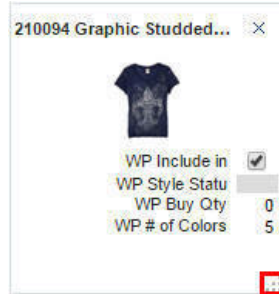 210094 Graphic Studded...
WP Include in
WP Style Statu
WP Buy Qty 0
WP # of Colors 5